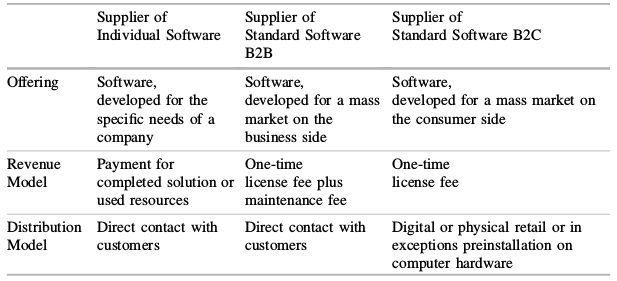 Supplier of Individual Software
Supplier of Standard Software B2B
Supplier of Standard Software B2C
Offering
Software, developed for the specific needs of a company
Software, developed for a mass market on the business side
Software, developed for a mass market on the consumer side
Revenue Model
Payment for completed solution or used resources
One-time license fee plus maintenance fee
One-time license fee
Distribution Model
Direct contact with customers
Direct contact with customers
Digital or physical retail or in exceptions preinstallation on computer hardware